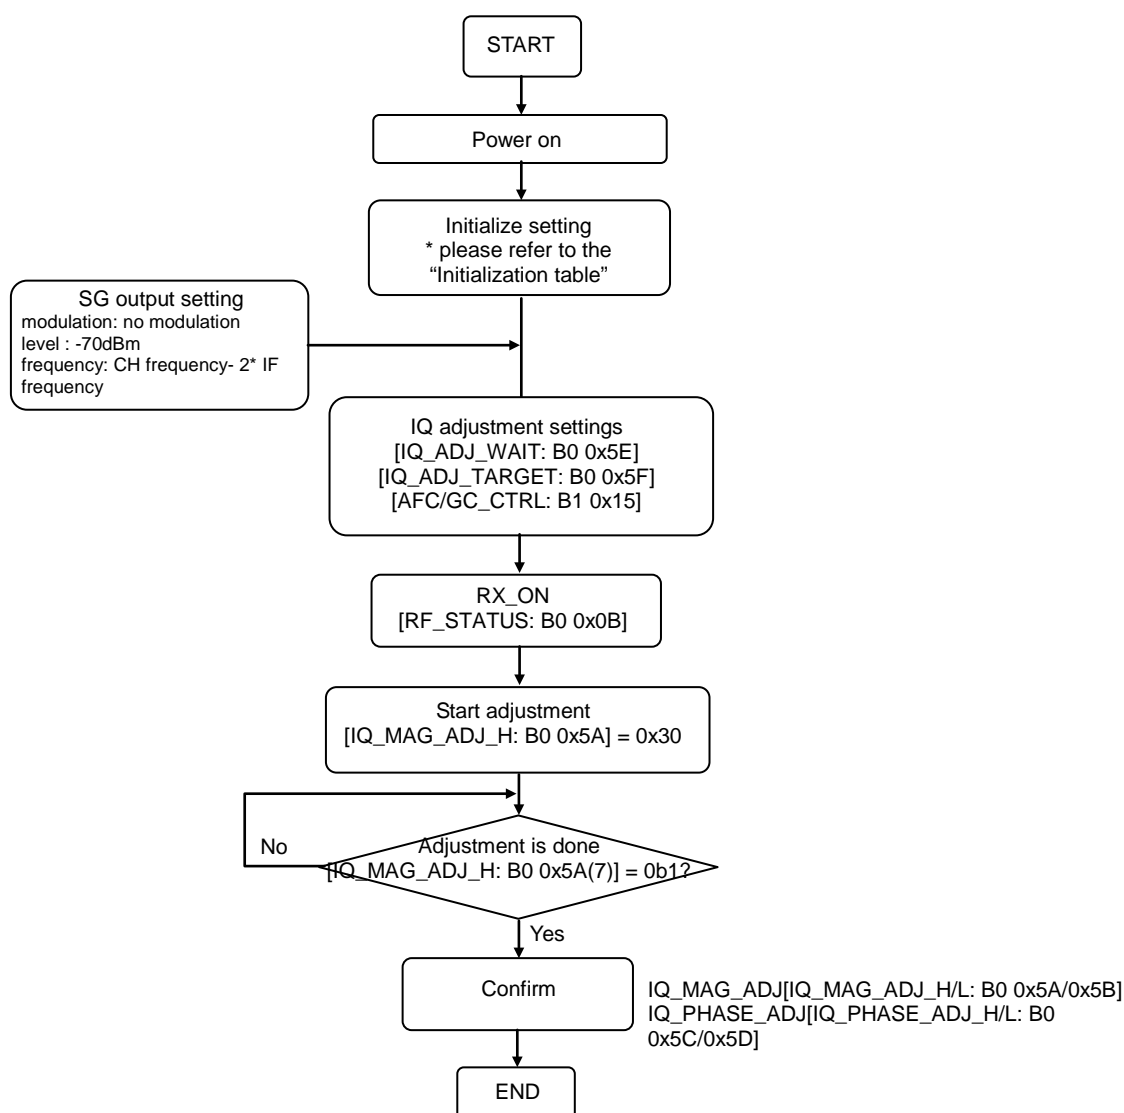 START
Power on
Initialize setting
* please refer to the
“Initialization table”
SG output setting
modulation: no modulation
level : -70dBm
frequency: CH frequency- 2* IF
frequency
IQ adjustment settings
[IQ_ADJ_WAIT: B0 0x5E]
[IQ_ADJ_TARGET: B0 0x5F]
[AFC/GC_CTRL: B1 0x15]
RX_ON
[RF_STATUS: B0 0x0B]
Start adjustment
[IQ_MAG_ADJ_H: B0 0x5A] = 0x30
No
Adjustment is done
[IQ_MAG_ADJ_H: B0 0x5A(7)] = 0b1?
Yes
Confirm
IQ_MAG_ADJ[IQ_MAG_ADJ_H/L: B0 0x5A/0x5B]
IQ_PHASE_ADJ[IQ_PHASE_ADJ_H/L: B0
0x5C/0x5D]
END